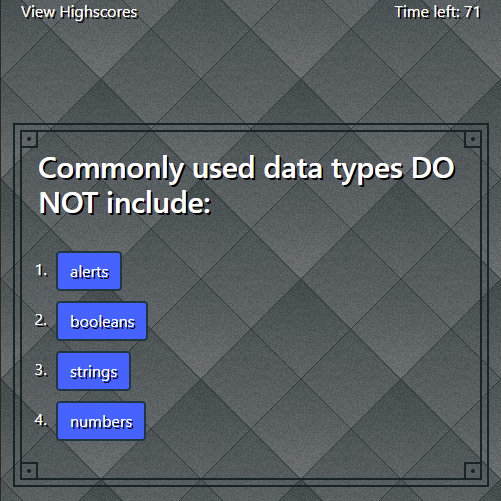 View Highscores
Time left: 71
Commonly used data types DO
NOT include:
1. alerts
2. booleans
3. strings
4. numbers